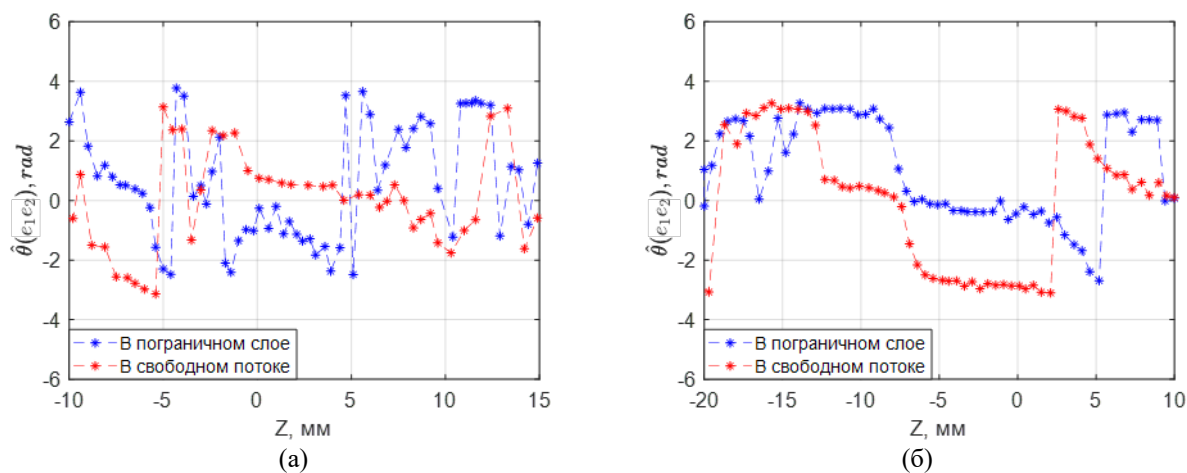 6
4
2
0
-2
-4
-6
-10
-5
0
5
10
15
θ̂(e₁e₂), rad
Z, мм
В пограничном слое
В свободном потоке
(а)
6
4
2
0
-2
-4
-6
-20
-15
-10
-5
0
5
10
θ̂(e₁e₂), rad
Z, мм
В пограничном слое
В свободном потоке
(б)